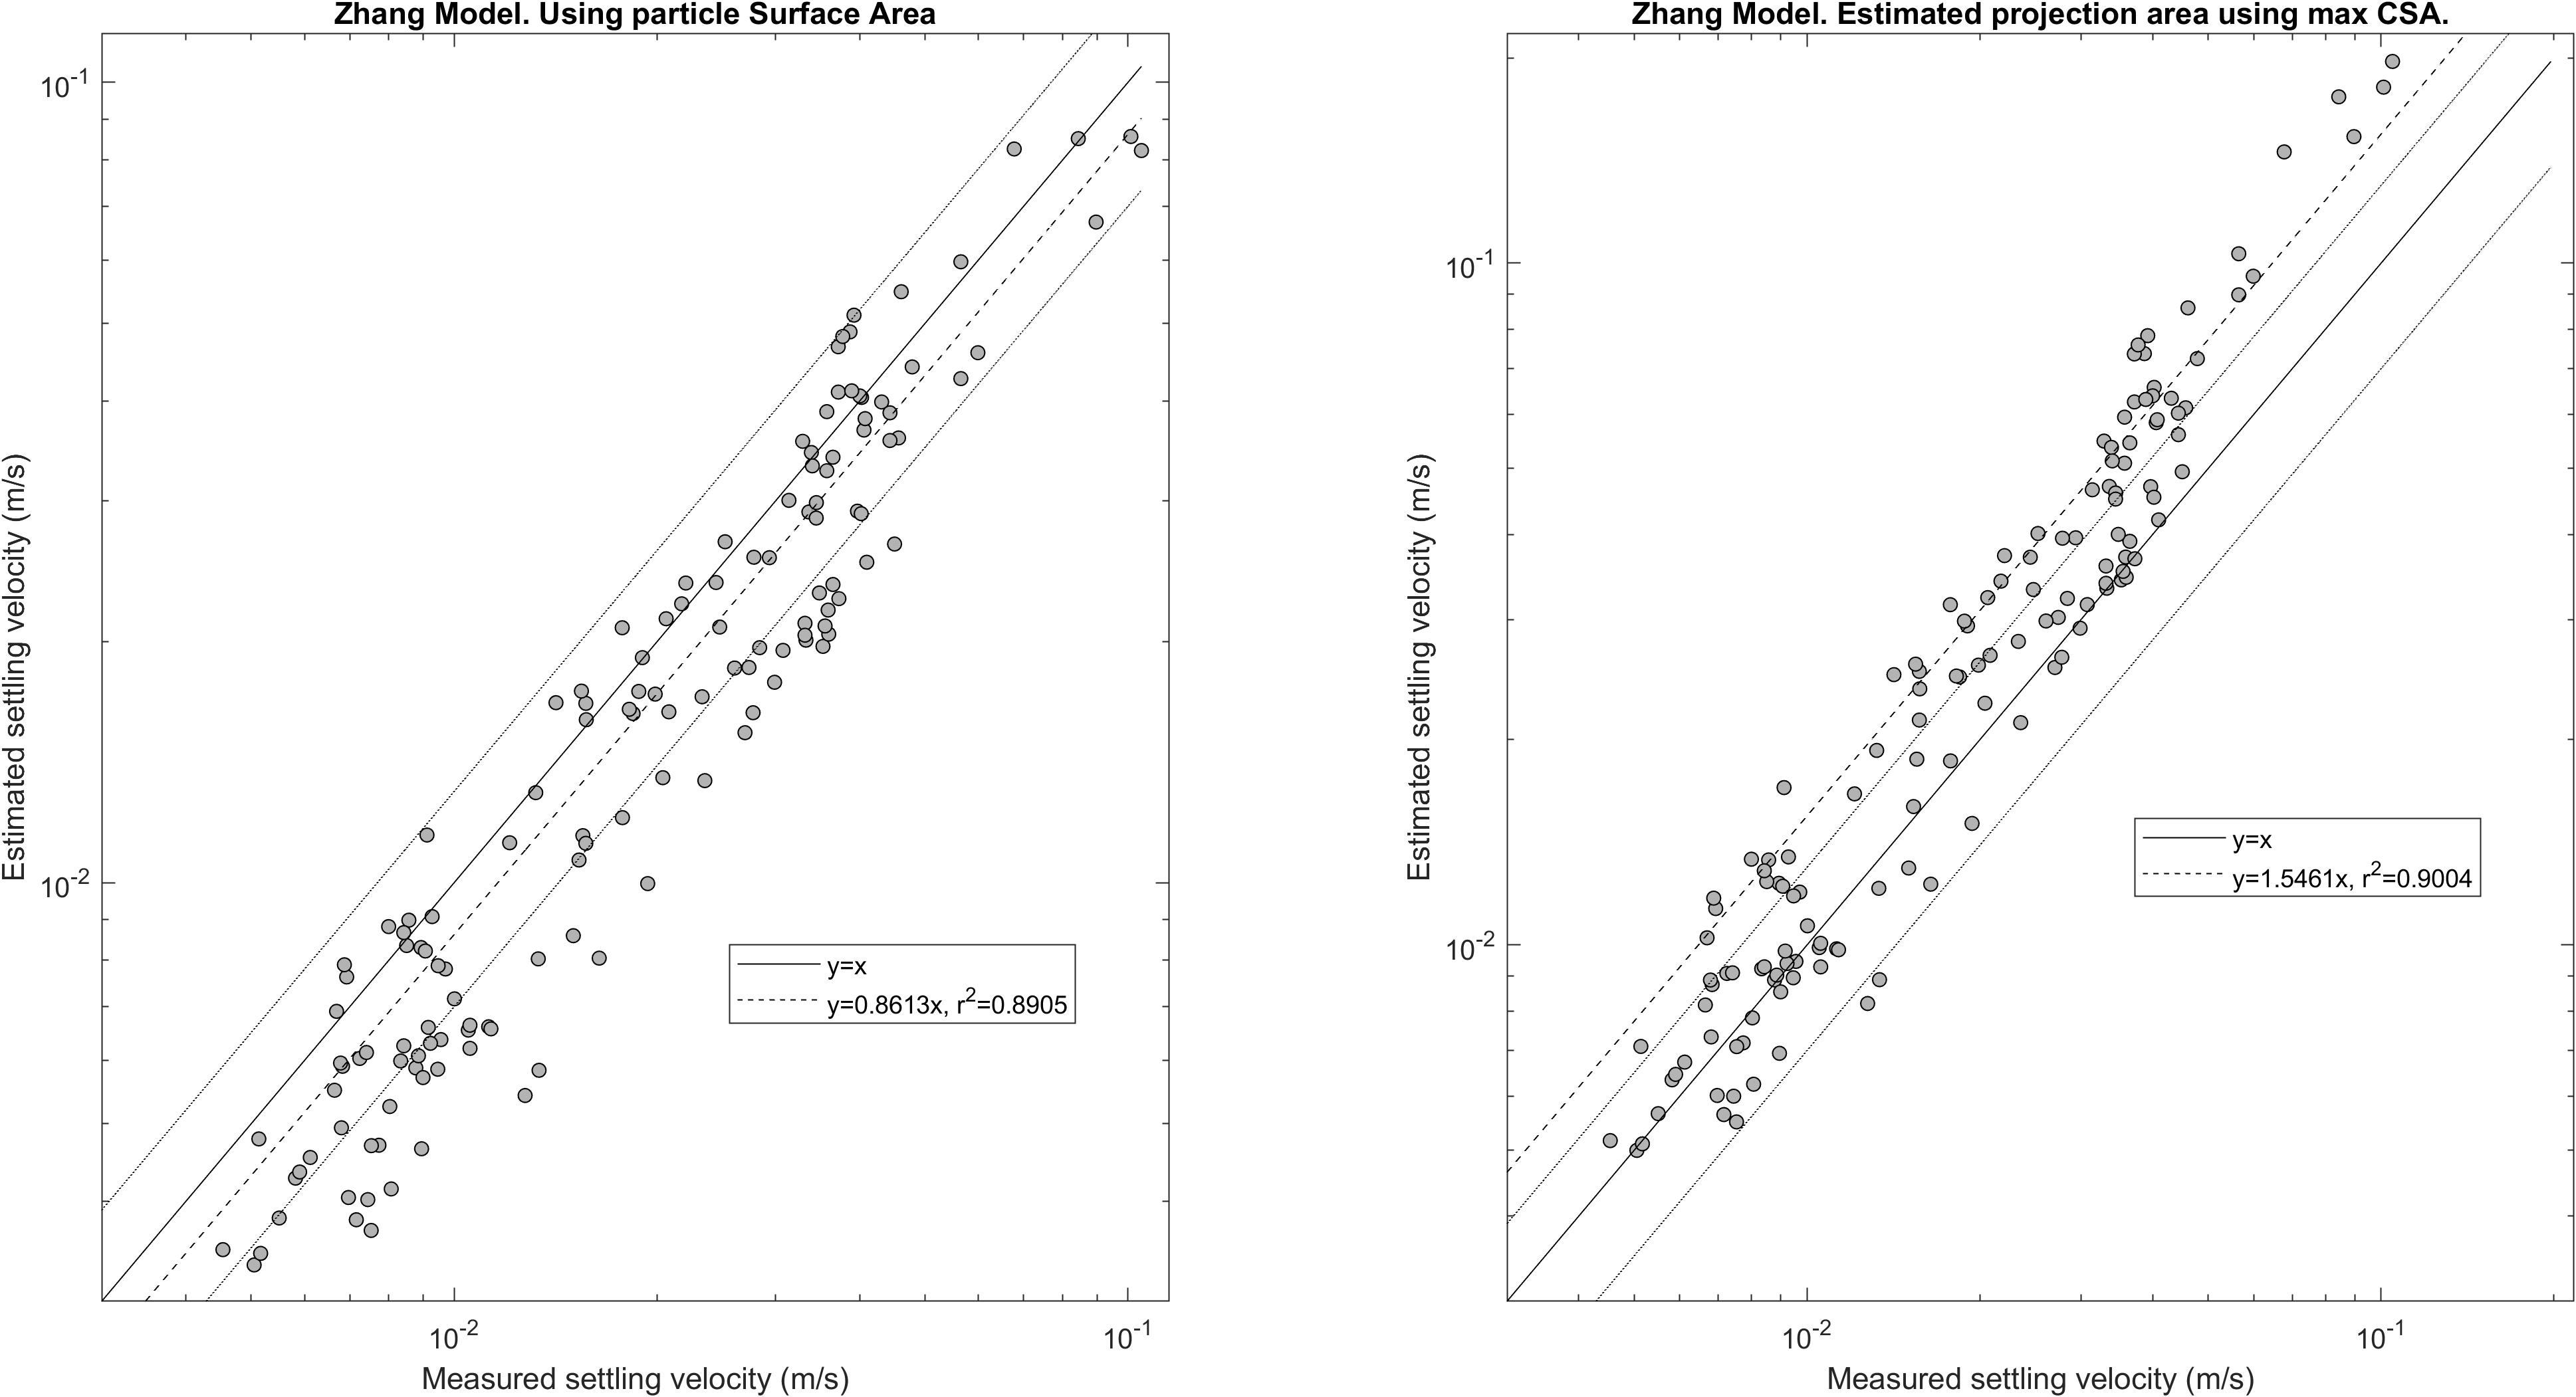 Zhang Model. Using particle Surface Area
10⁻¹
10⁻²
Estimated settling velocity (m/s)
y=x
y=0.8613x, r²=0.8905
10⁻² 10⁻¹
Measured settling velocity (m/s)
Zhang Model. Estimated projection area using max CSA.
10⁻¹
10⁻²
Estimated settling velocity (m/s)
y=x
y=1.5461x, r²=0.9004
10⁻² 10⁻¹
Measured settling velocity (m/s)